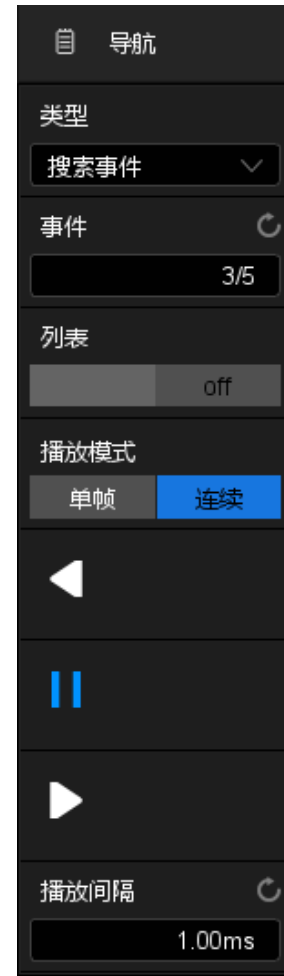 导航
类型
搜索事件
事件
3/5
列表
off
播放模式
单帧 连续
播放间隔
1.00ms